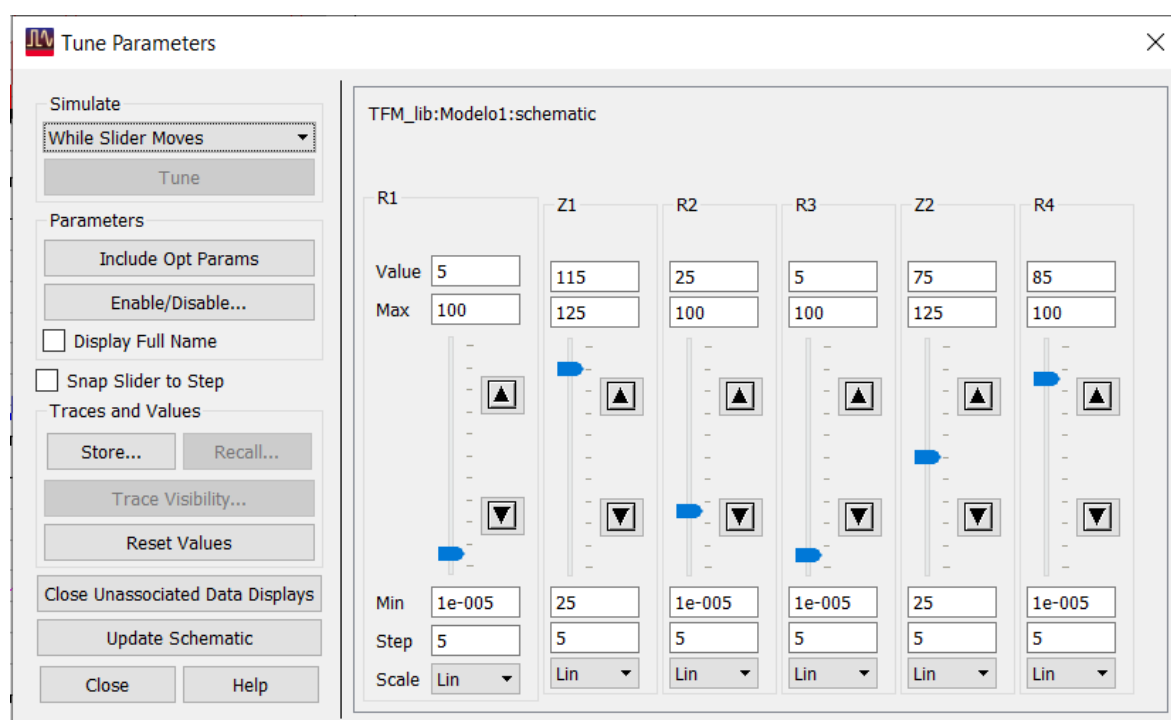 Tune Parameters
Simulate
While Slider Moves
Tune
Parameters
Include Opt Params
Enable/Disable...
Display Full Name
Snap Slider to Step
Traces and Values
Store... Recall...
Trace Visibility...
Reset Values
Close Unassociated Data Displays
Update Schematic
Close Help
TFM_lib:Modelo1:schematic
R1 Z1 R2 R3 Z2 R4
Value 5 115 25 5 75 85
Max 100 125 100 100 125 100
Min 1e-005 25 1e-005 1e-005 25 1e-005
Step 5 5 5 5 5 5
Scale Lin Lin Lin Lin Lin Lin